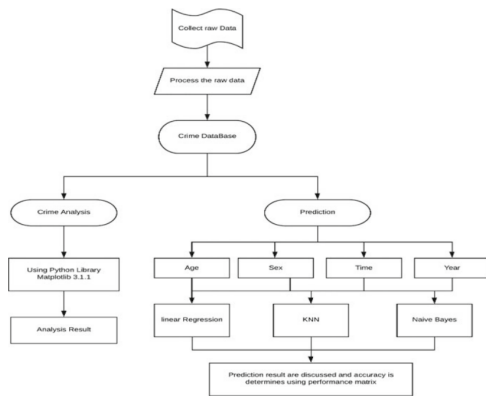 Collect raw Data
Process the raw data
Crime DataBase
Crime Analysis
Prediction
Using Python Library
Matplotlib 3.1.1
Age
Sex
Time
Year
Analysis Result
linear Regression
KNN
Naive Bayes
Prediction result are discussed and accuracy is
determines using performance matrix